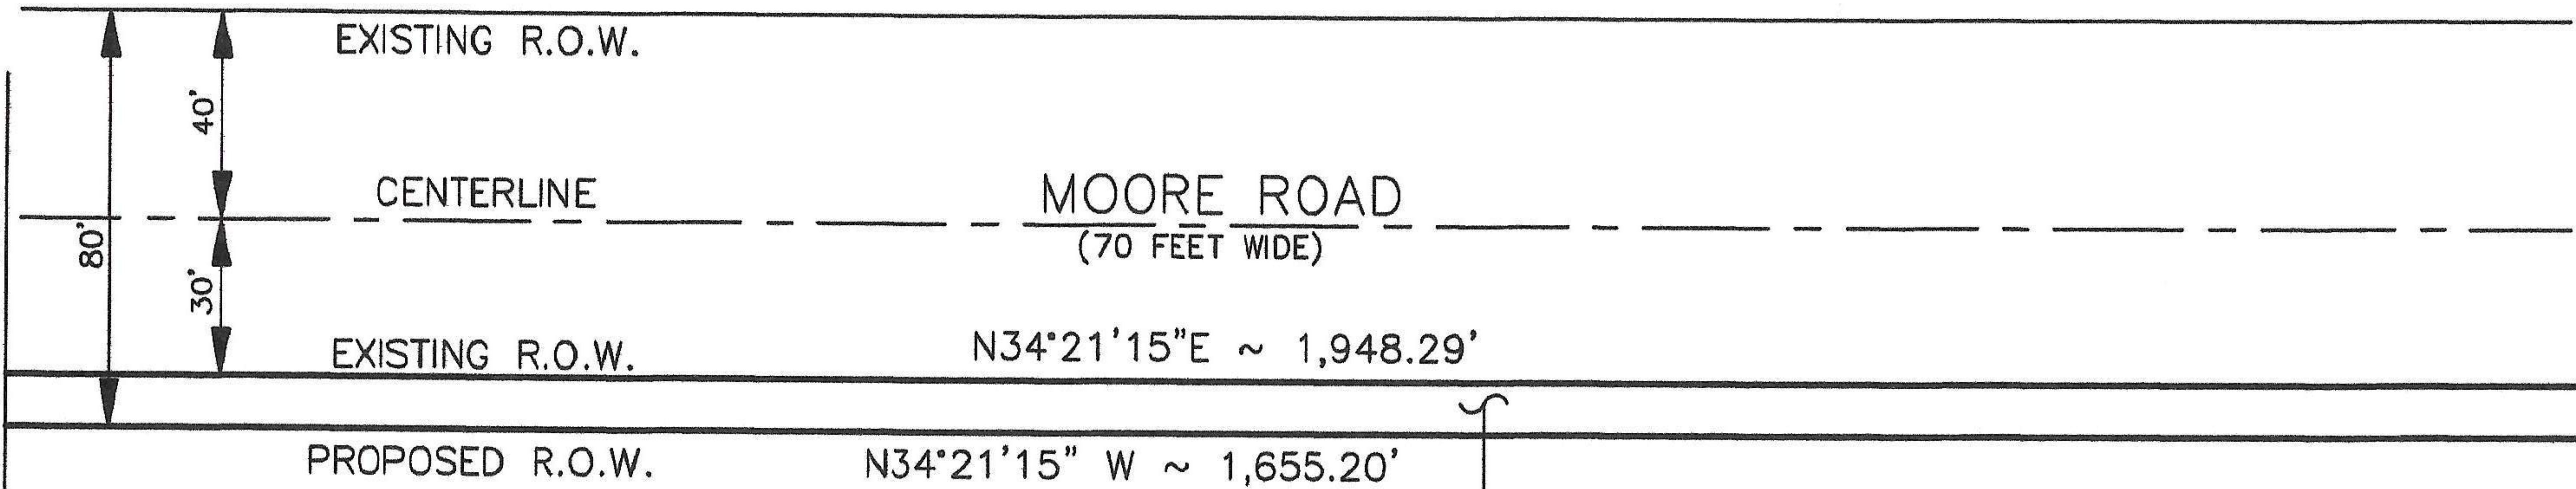 EXISTING R.O.W.
40'
CENTERLINE
MOORE ROAD
(70 FEET WIDE)
80'
30'
EXISTING R.O.W.
N34°21'15"E ~ 1,948.29'
PROPOSED R.O.W.
N34°21'15" W ~ 1,655.20'